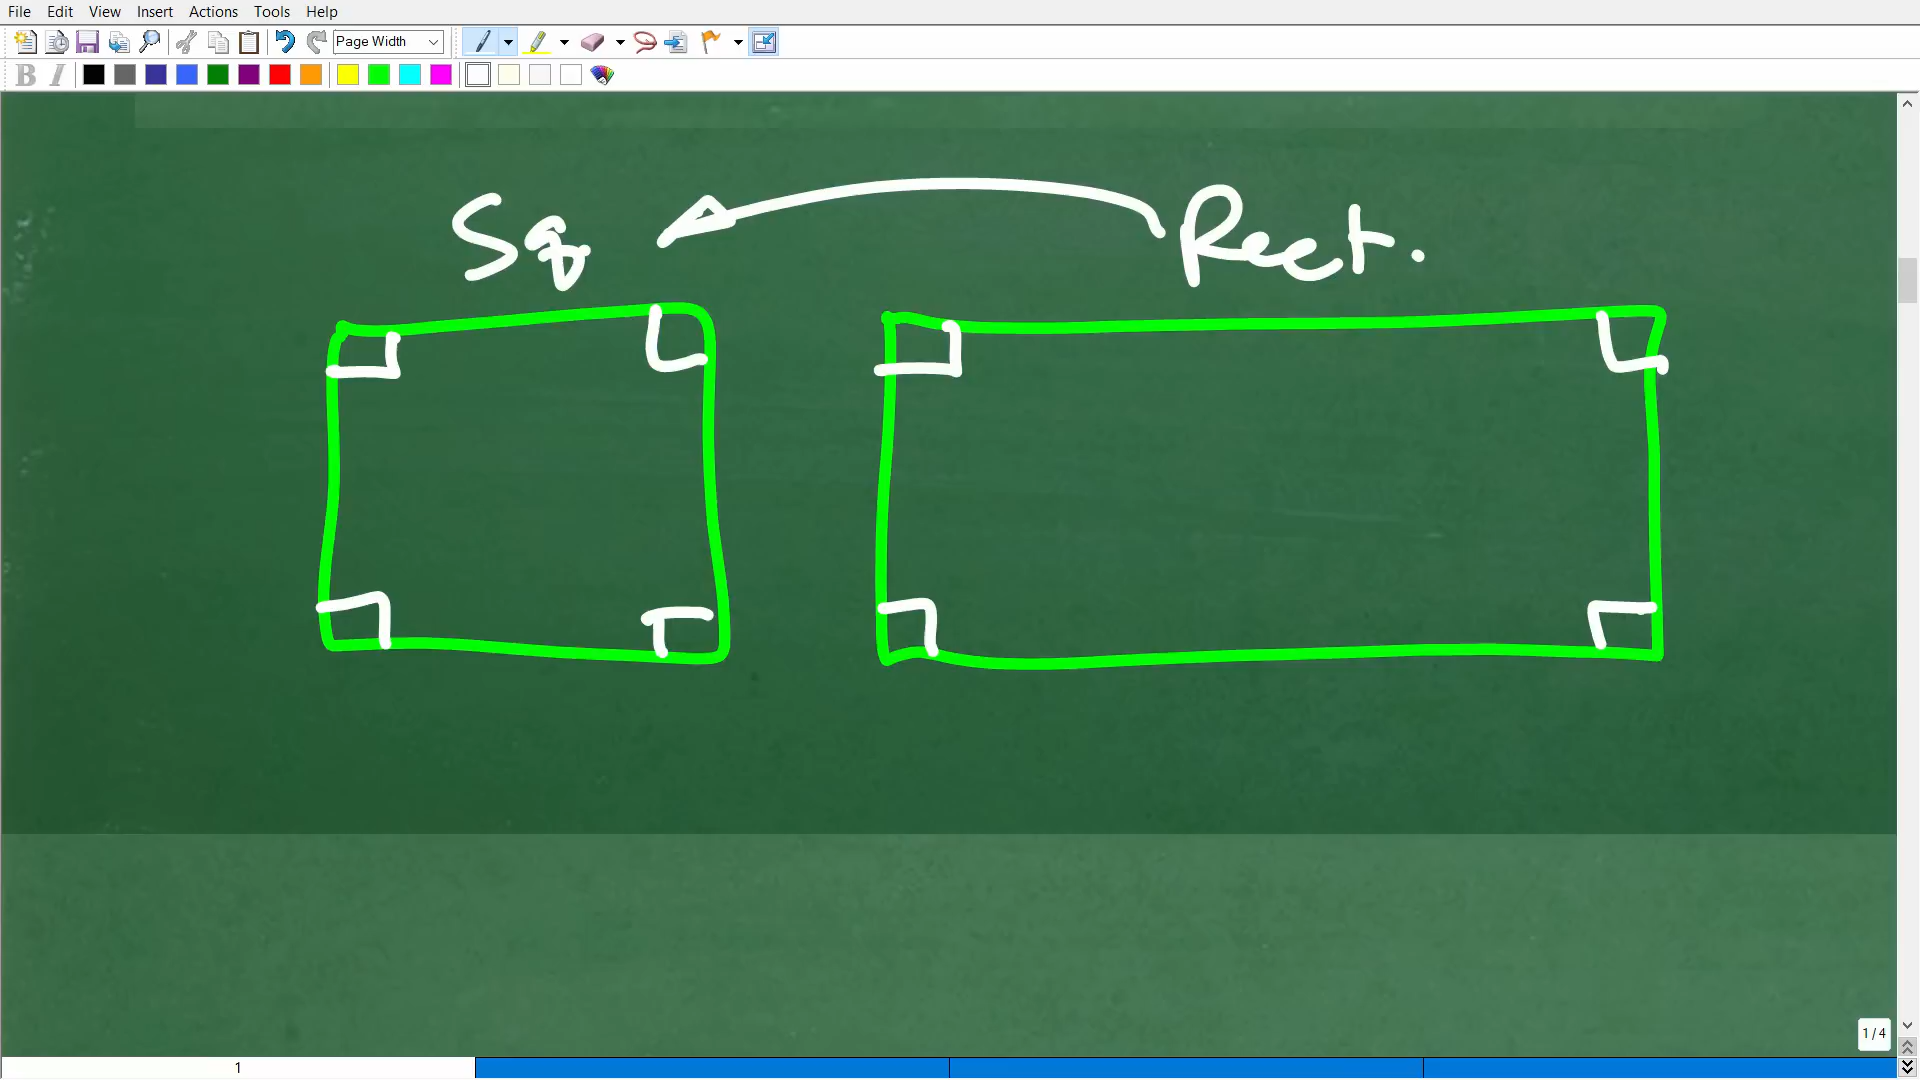 File Edit View Insert Actions Tools Help
Page Width
B I
Sq Rect.
1 / 4
1